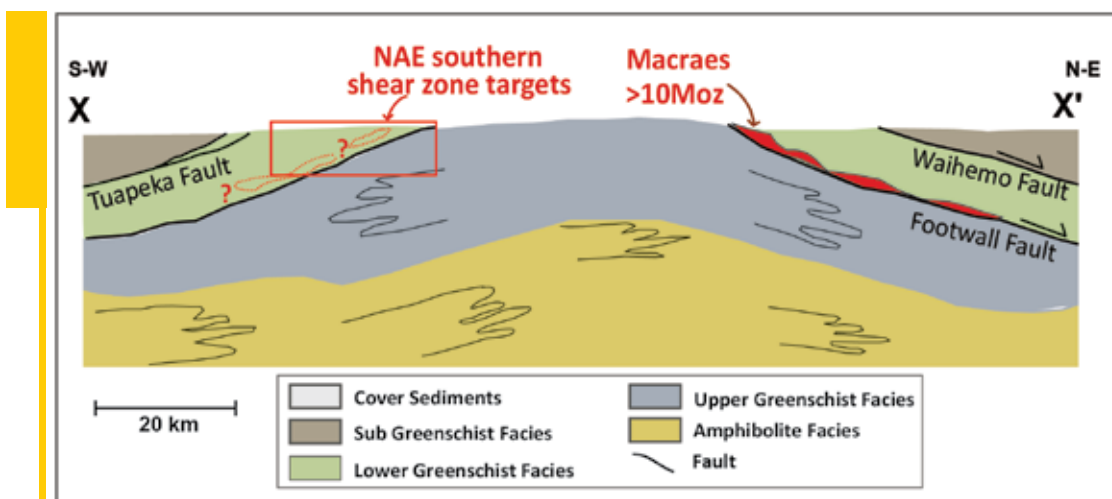 NAE southern
shear zone targets
Macraes
>10Moz
S-W
X
N-E
X'
?
?
Tuapeka Fault
Waihemo Fault
Footwall Fault
20 km
Cover Sediments
Sub Greenschist Facies
Lower Greenschist Facies
Upper Greenschist Facies
Amphibolite Facies
Fault